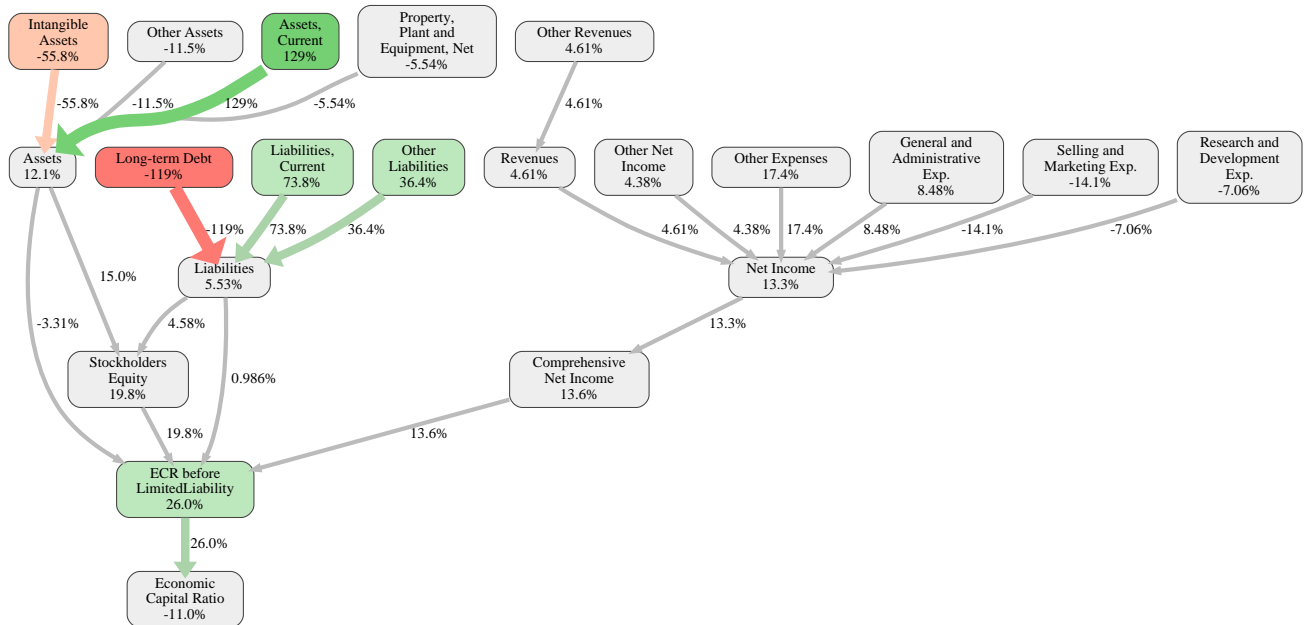 Intangible
Assets
-55.8%
Other Assets
-11.5%
Assets,
Current
129%
Property,
Plant and
Equipment, Net
-5.54%
Other Revenues
4.61%
-55.8%
-11.5%
129%
-5.54%
4.61%
Assets
12.1%
Long-term Debt
-119%
Liabilities,
Current
73.8%
Other
Liabilities
36.4%
Revenues
4.61%
Other Net
Income
4.38%
Other Expenses
17.4%
General and
Administrative
Exp.
8.48%
Selling and
Marketing Exp.
-14.1%
Research and
Development
Exp.
-7.06%
-119%
73.8%
36.4%
4.61%
4.38%
17.4%
8.48%
-14.1%
-7.06%
Liabilities
5.53%
Net Income
13.3%
15.0%
-3.31%
4.58%
0.986%
13.3%
Stockholders
Equity
19.8%
Comprehensive
Net Income
13.6%
19.8%
13.6%
ECR before
LimitedLiability
26.0%
26.0%
Economic
Capital Ratio
-11.0%